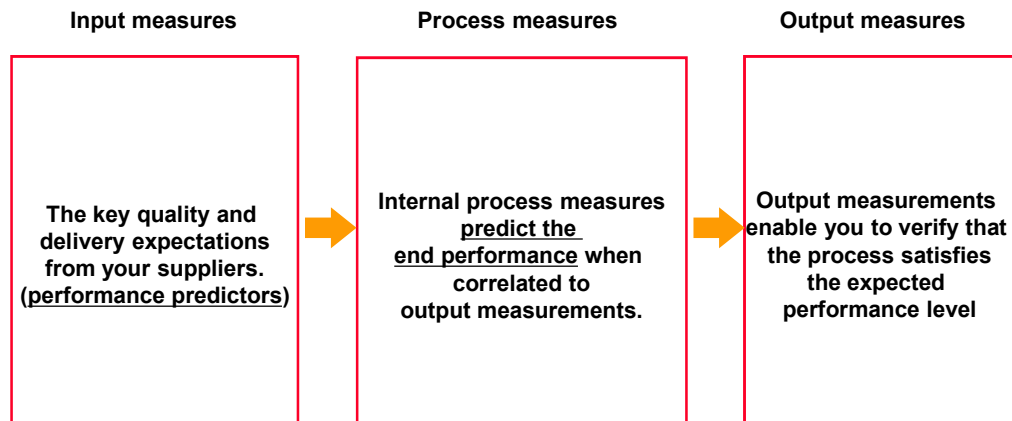 Input measures
Process measures
Output measures
The key quality and
delivery expectations
from your suppliers.
(performance predictors)
Internal process measures
predict the
end performance when
correlated to
output measurements.
Output measurements
enable you to verify that
the process satisfies
the expected
performance level